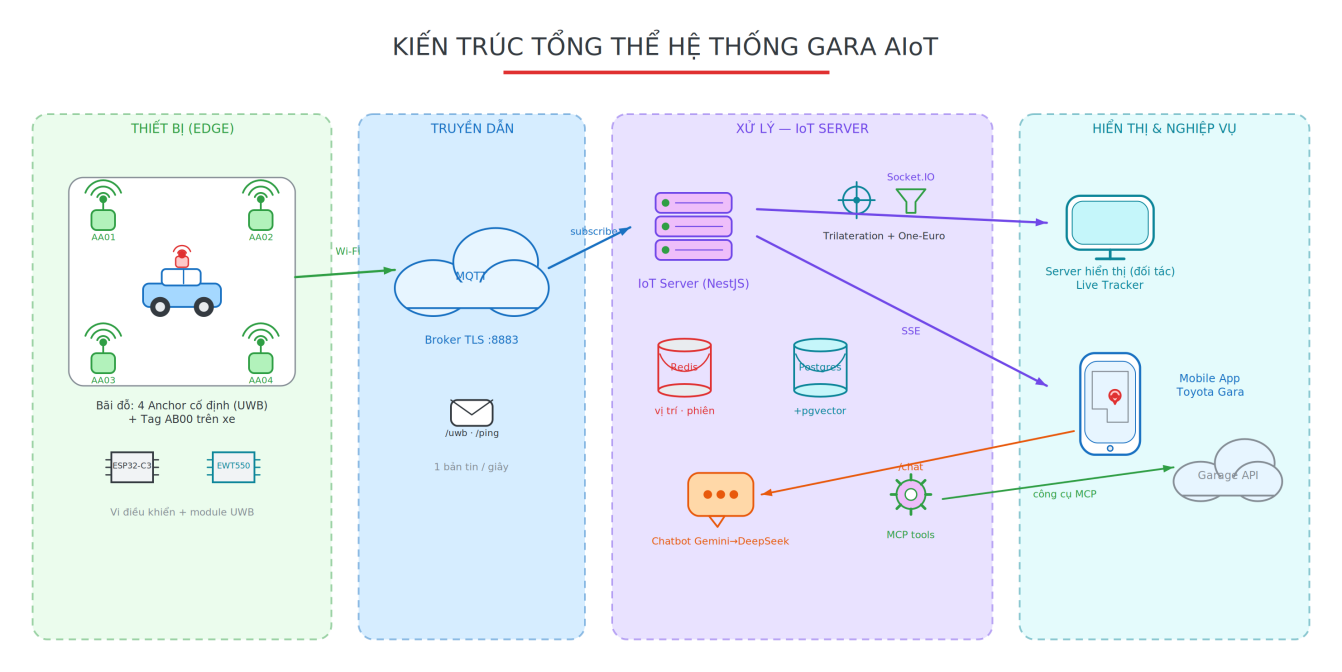 KIẾN TRÚC TỔNG THỂ HỆ THỐNG GARA AIoT
THIẾT BỊ (EDGE)
AA01
AA02
AA03
AA04
Bãi đỗ: 4 Anchor cố định (UWB)
+ Tag AB00 trên xe
ESP32-C3
EWT550
Vi điều khiển + module UWB
Wi-Fi
TRUYỀN DẪN
MQTT
Broker TLS :8883
/uwb · /ping
1 bản tin / giây
subscribe
XỬ LÝ — IoT SERVER
IoT Server (NestJS)
Socket.IO
Trilateration + One-Euro
SSE
Redis
vị trí · phiên
Postgres
+pgvector
/chat
Chatbot Gemini→DeepSeek
MCP tools
công cụ MCP
HIỂN THỊ & NGHIỆP VỤ
Server hiển thị (đối tác)
Live Tracker
Mobile App
Toyota Gara
Garage API